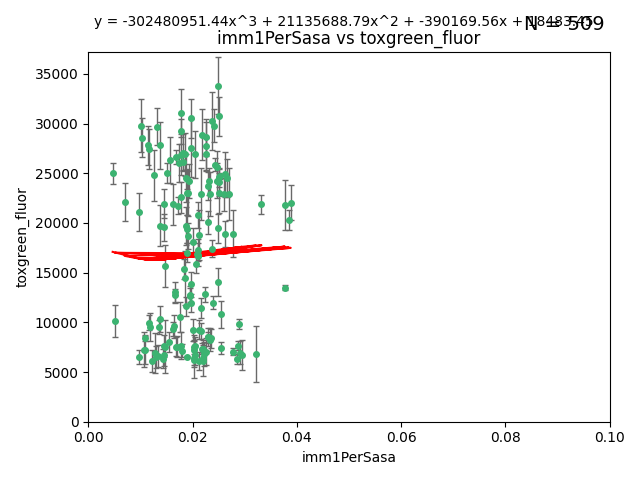 y = -302480951.44x^3 + 21135688.79x^2 + -390169.56x + 18483.45
N = 509
imm1PerSasa vs toxgreen_fluor
35000
30000
25000
20000
15000
10000
5000
0
toxgreen_fluor
0.00
0.02
0.04
0.06
0.08
0.10
imm1PerSasa